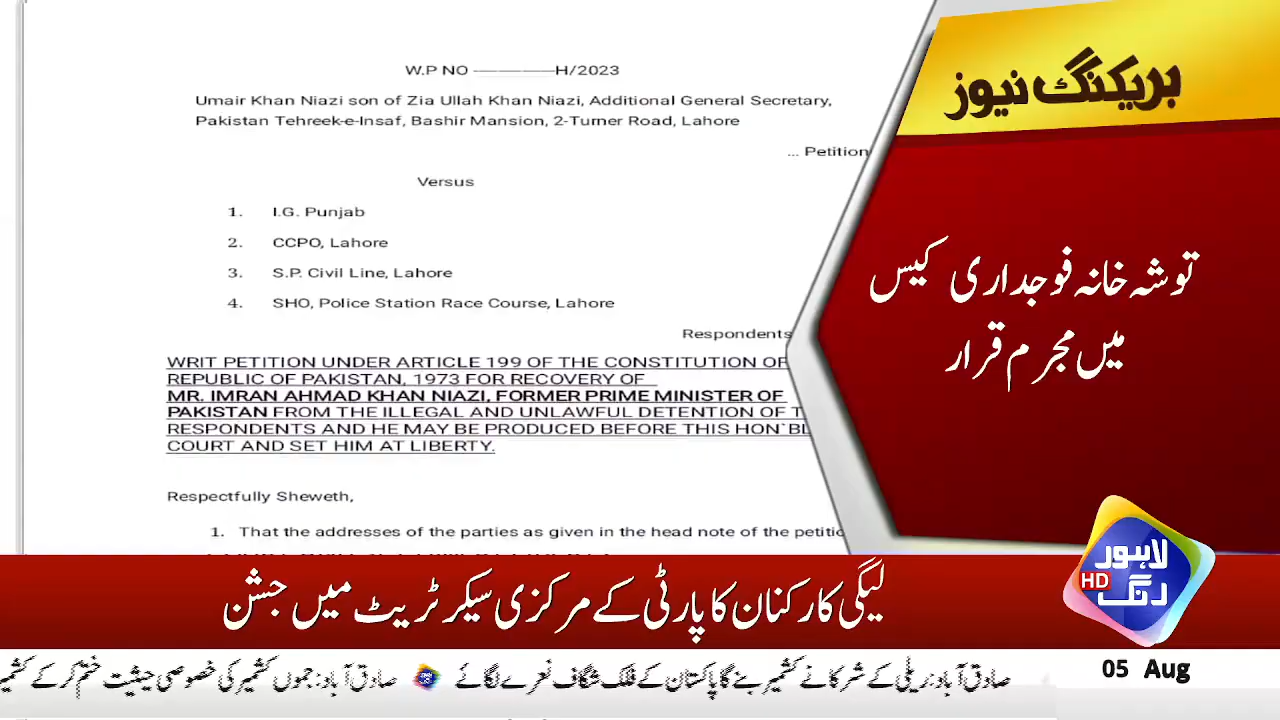 W.P NO ------------------H/2023
Umair Khan Niazi son of Zia Ullah Khan Niazi, Additional General Secretary,
Pakistan Tehreek-e-Insaf, Bashir Mansion, 2-Turner Road, Lahore
... Petition
Versus
1. I.G. Punjab
2. CCPO, Lahore
3. S.P. Civil Line, Lahore
4. SHO, Police Station Race Course, Lahore
Respondents
WRIT PETITION UNDER ARTICLE 199 OF THE CONSTITUTION OF
REPUBLIC OF PAKISTAN, 1973 FOR RECOVERY OF
MR. IMRAN AHMAD KHAN NIAZI, FORMER PRIME MINISTER OF
PAKISTAN FROM THE ILLEGAL AND UNLAWFUL DETENTION OF T
RESPONDENTS AND HE MAY BE PRODUCED BEFORE THIS HON`BL
COURT AND SET HIM AT LIBERTY.
Respectfully Sheweth,
1. That the addresses of the parties as given in the head note of the petitio
بریکنگ نیوز
توشہ خانہ فوجداری کیس
میں مجرم قرار
لاہور
رنگ
HD
لیگی کارکنان کا پارٹی کے مرکزی سیکرٹریٹ میں جشن
صادق آباد: ریلی کے شرکا نے کشمیر بنے گا پاکستان کے فلک شگاف نعرے لگائے
صادق آباد: جموں کشمیر کی خصوصی حیثیت ختم کر کے کشمیر
05 Aug